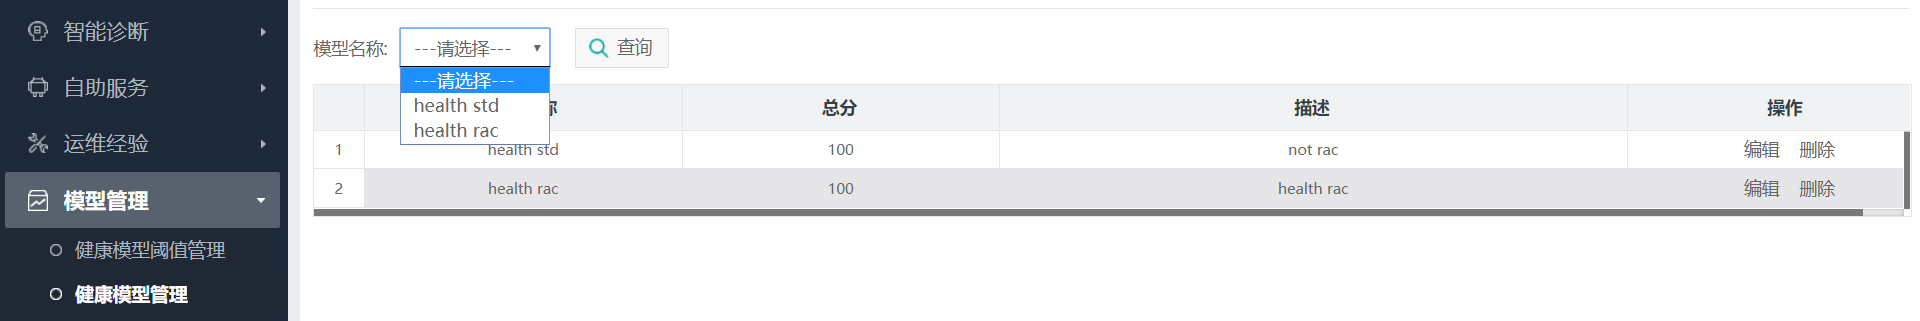 智能诊断
自助服务
运维经验
模型管理
健康模型阈值管理
健康模型管理
模型名称: ---请选择--- 查询
---请选择---
health std
health rac
称 总分 描述 操作
1 health std 100 not rac 编辑 删除
2 health rac 100 health rac 编辑 删除